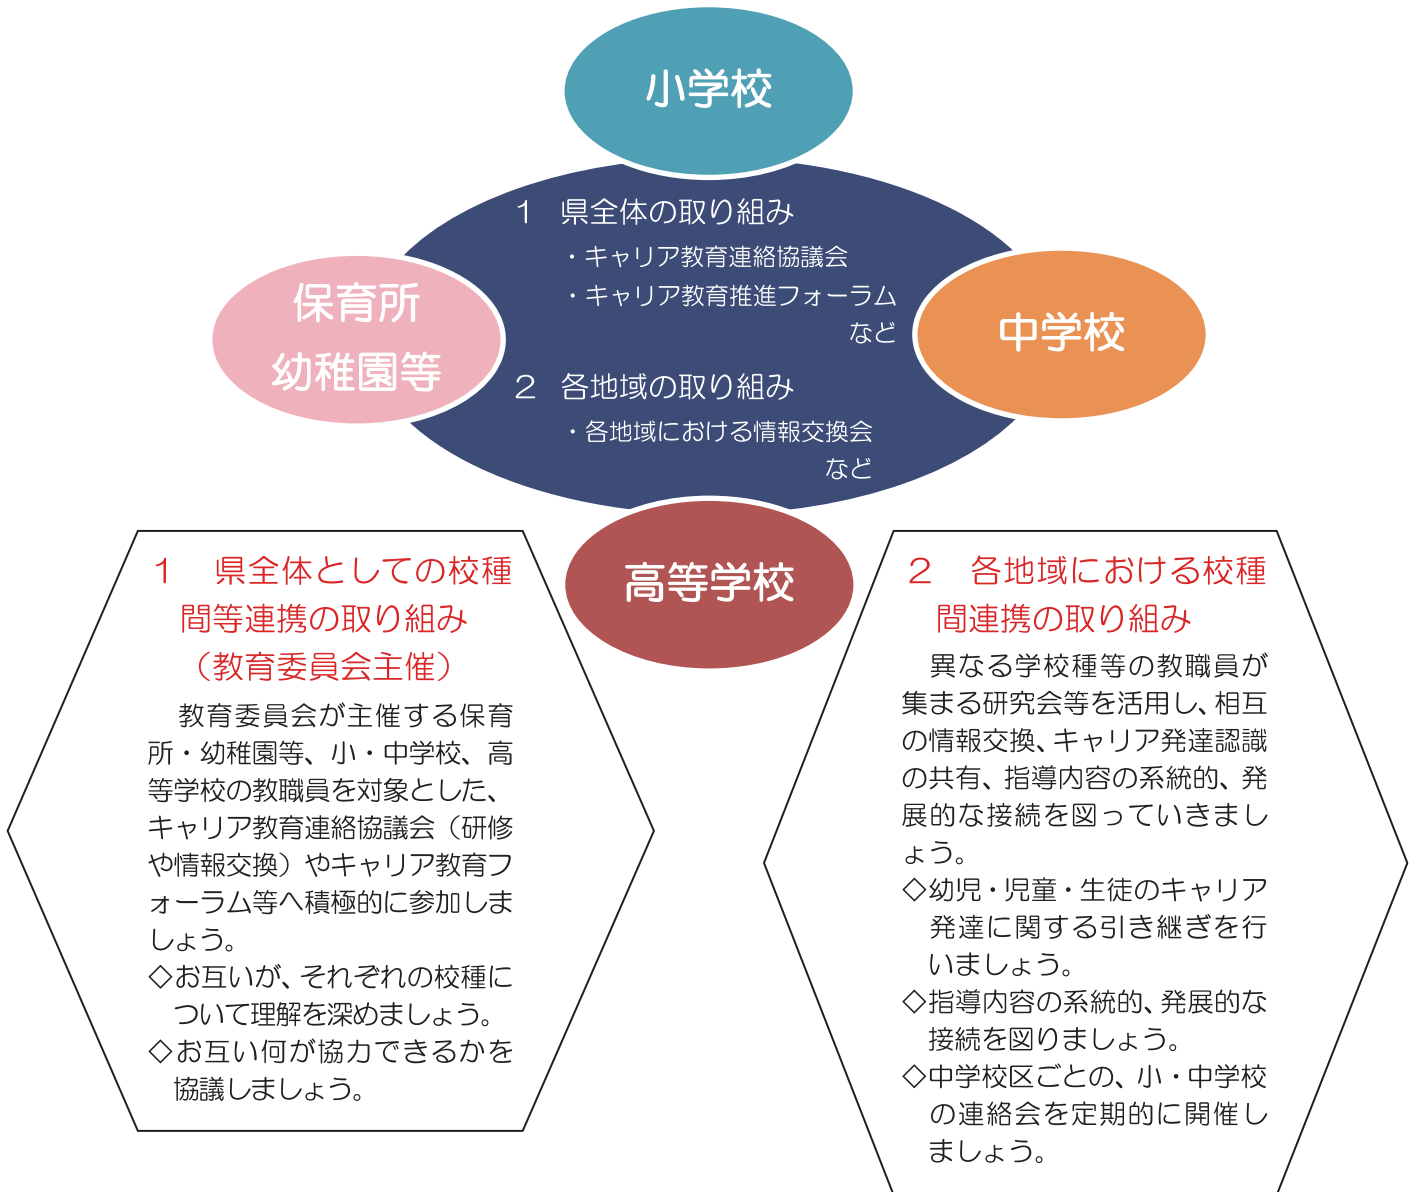 小学校
1　県全体の取り組み
・キャリア教育連絡協議会
・キャリア教育推進フォーラム
など
2　各地域の取り組み
・各地域における情報交換会
など
保育所
幼稚園等
中学校
高等学校
1　県全体としての校種
間等連携の取り組み
（教育委員会主催）
教育委員会が主催する保育
所・幼稚園等、小・中学校、高
等学校の教職員を対象とした、
キャリア教育連絡協議会（研修
や情報交換）やキャリア教育フ
ォーラム等へ積極的に参加しま
しょう。
◇お互いが、それぞれの校種に
ついて理解を深めましょう。
◇お互い何が協力できるかを
協議しましょう。
2　各地域における校種
間連携の取り組み
異なる学校種等の教職員が
集まる研究会等を活用し、相互
の情報交換、キャリア発達認識
の共有、指導内容の系統的、発
展的な接続を図っていきまし
ょう。
◇幼児・児童・生徒のキャリア
発達に関する引き継ぎを行
いましょう。
◇指導内容の系統的、発展的な
接続を図りましょう。
◇中学校区ごとの、小・中学校
の連絡会を定期的に開催し
ましょう。